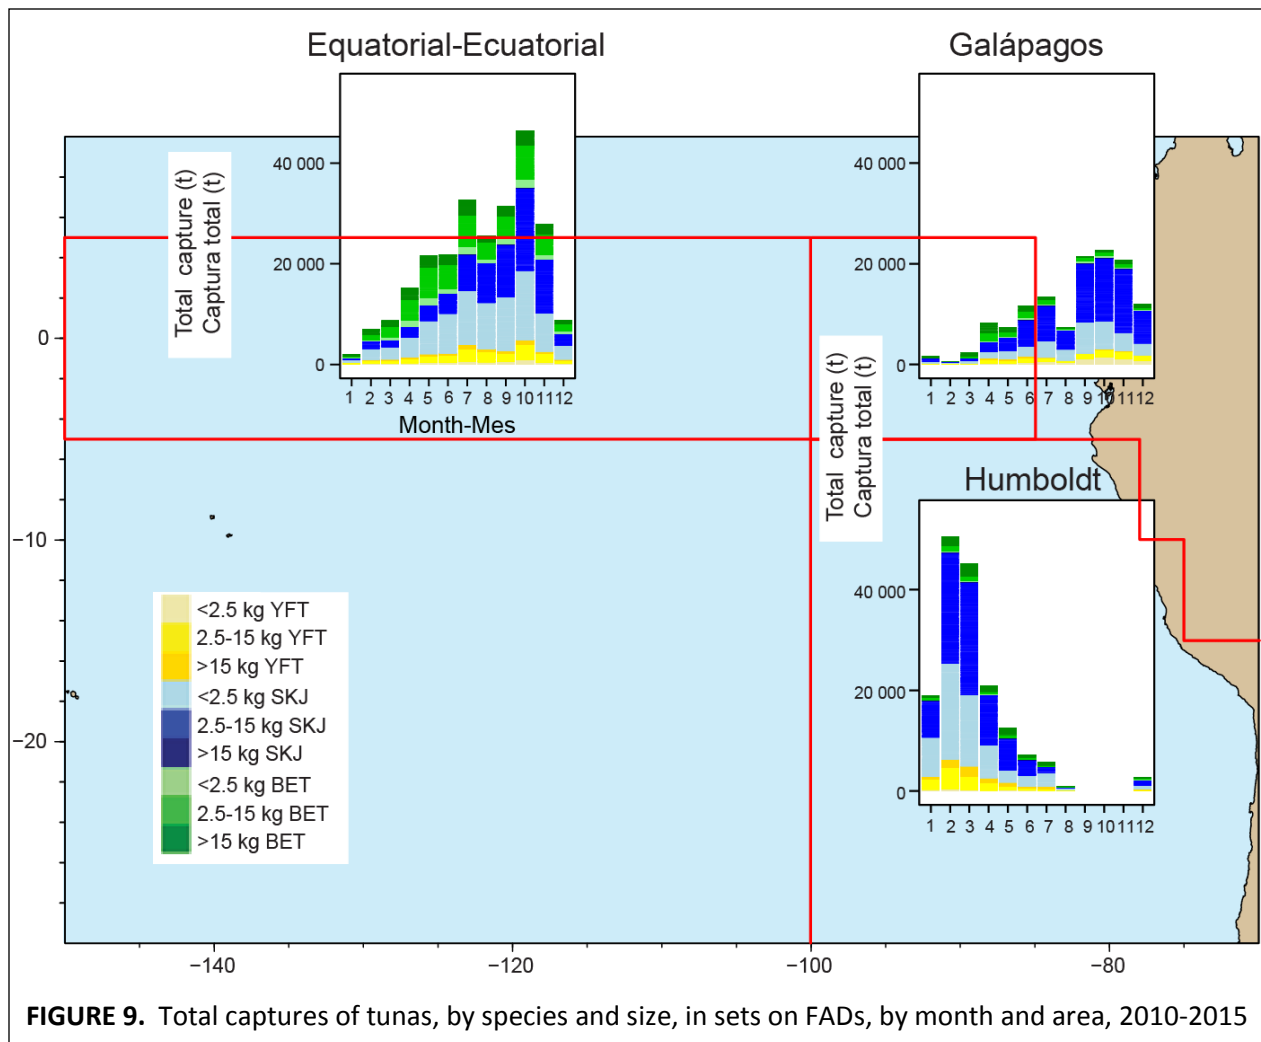 Equatorial-Ecuatorial
Galápagos
Total capture (t)
Captura total (t)
40 000
20 000
0
1 2 3 4 5 6 7 8 9 10 11 12
Month-Mes
40 000
20 000
0
1 2 3 4 5 6 7 8 9 10 11 12
Total capture (t)
Captura total (t)
Humboldt
40 000
20 000
0
1 2 3 4 5 6 7 8 9 10 11 12
0
−10
−20
<2.5 kg YFT
2.5-15 kg YFT
>15 kg YFT
<2.5 kg SKJ
2.5-15 kg SKJ
>15 kg SKJ
<2.5 kg BET
2.5-15 kg BET
>15 kg BET
−140 −120 −100 −80
FIGURE 9. Total captures of tunas, by species and size, in sets on FADs, by month and area, 2010-2015